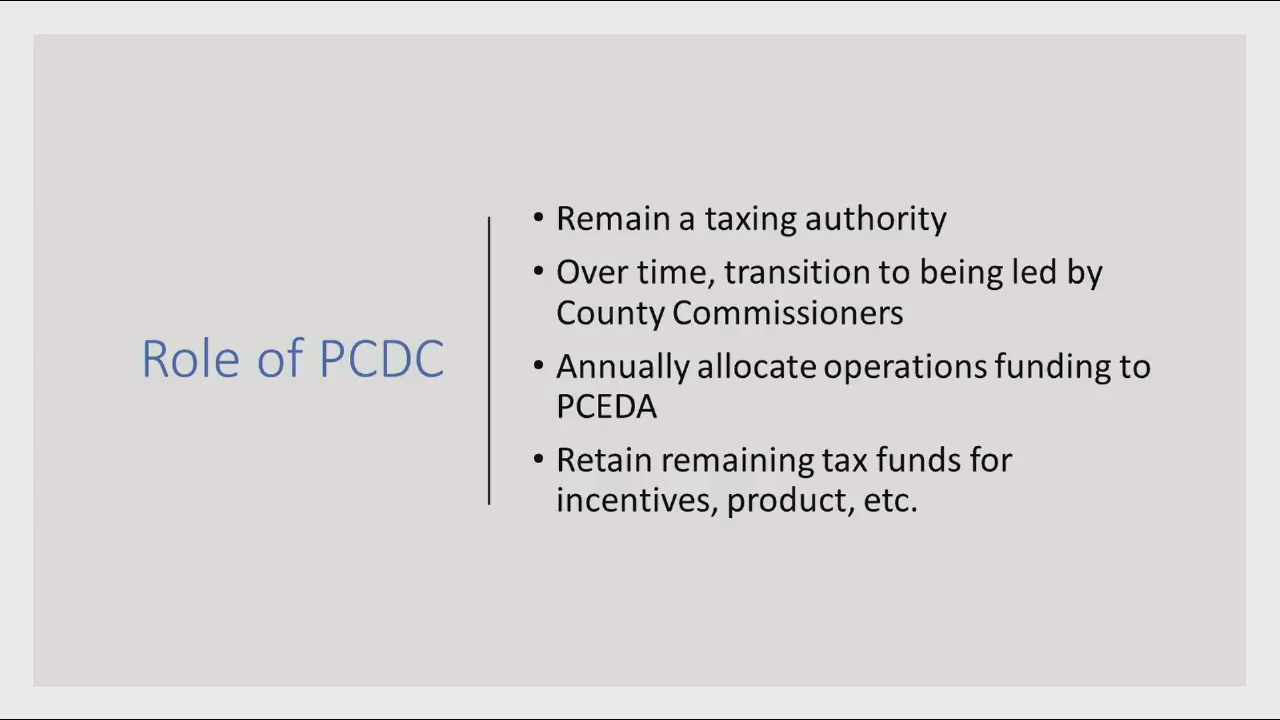 Role of PCDC
• Remain a taxing authority
• Over time, transition to being led by
County Commissioners
• Annually allocate operations funding to
PCEDA
• Retain remaining tax funds for
incentives, product, etc.